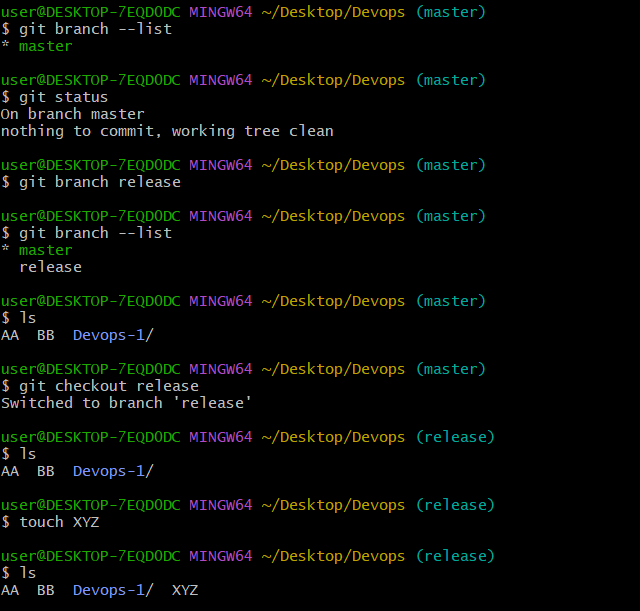 user@DESKTOP-7EQD0DC MINGW64 ~/Desktop/Devops (master)
$ git branch --list
* master
user@DESKTOP-7EQD0DC MINGW64 ~/Desktop/Devops (master)
$ git status
On branch master
nothing to commit, working tree clean
user@DESKTOP-7EQD0DC MINGW64 ~/Desktop/Devops (master)
$ git branch release
user@DESKTOP-7EQD0DC MINGW64 ~/Desktop/Devops (master)
$ git branch --list
* master
  release
user@DESKTOP-7EQD0DC MINGW64 ~/Desktop/Devops (master)
$ ls
AA  BB  Devops-1/
user@DESKTOP-7EQD0DC MINGW64 ~/Desktop/Devops (master)
$ git checkout release
Switched to branch 'release'
user@DESKTOP-7EQD0DC MINGW64 ~/Desktop/Devops (release)
$ ls
AA  BB  Devops-1/
user@DESKTOP-7EQD0DC MINGW64 ~/Desktop/Devops (release)
$ touch XYZ
user@DESKTOP-7EQD0DC MINGW64 ~/Desktop/Devops (release)
$ ls
AA  BB  Devops-1/  XYZ